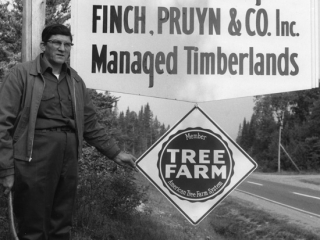 FINCH, PRUYN & CO. Inc.
Managed Timberlands
Member
TREE
FARM
American Tree Farm System